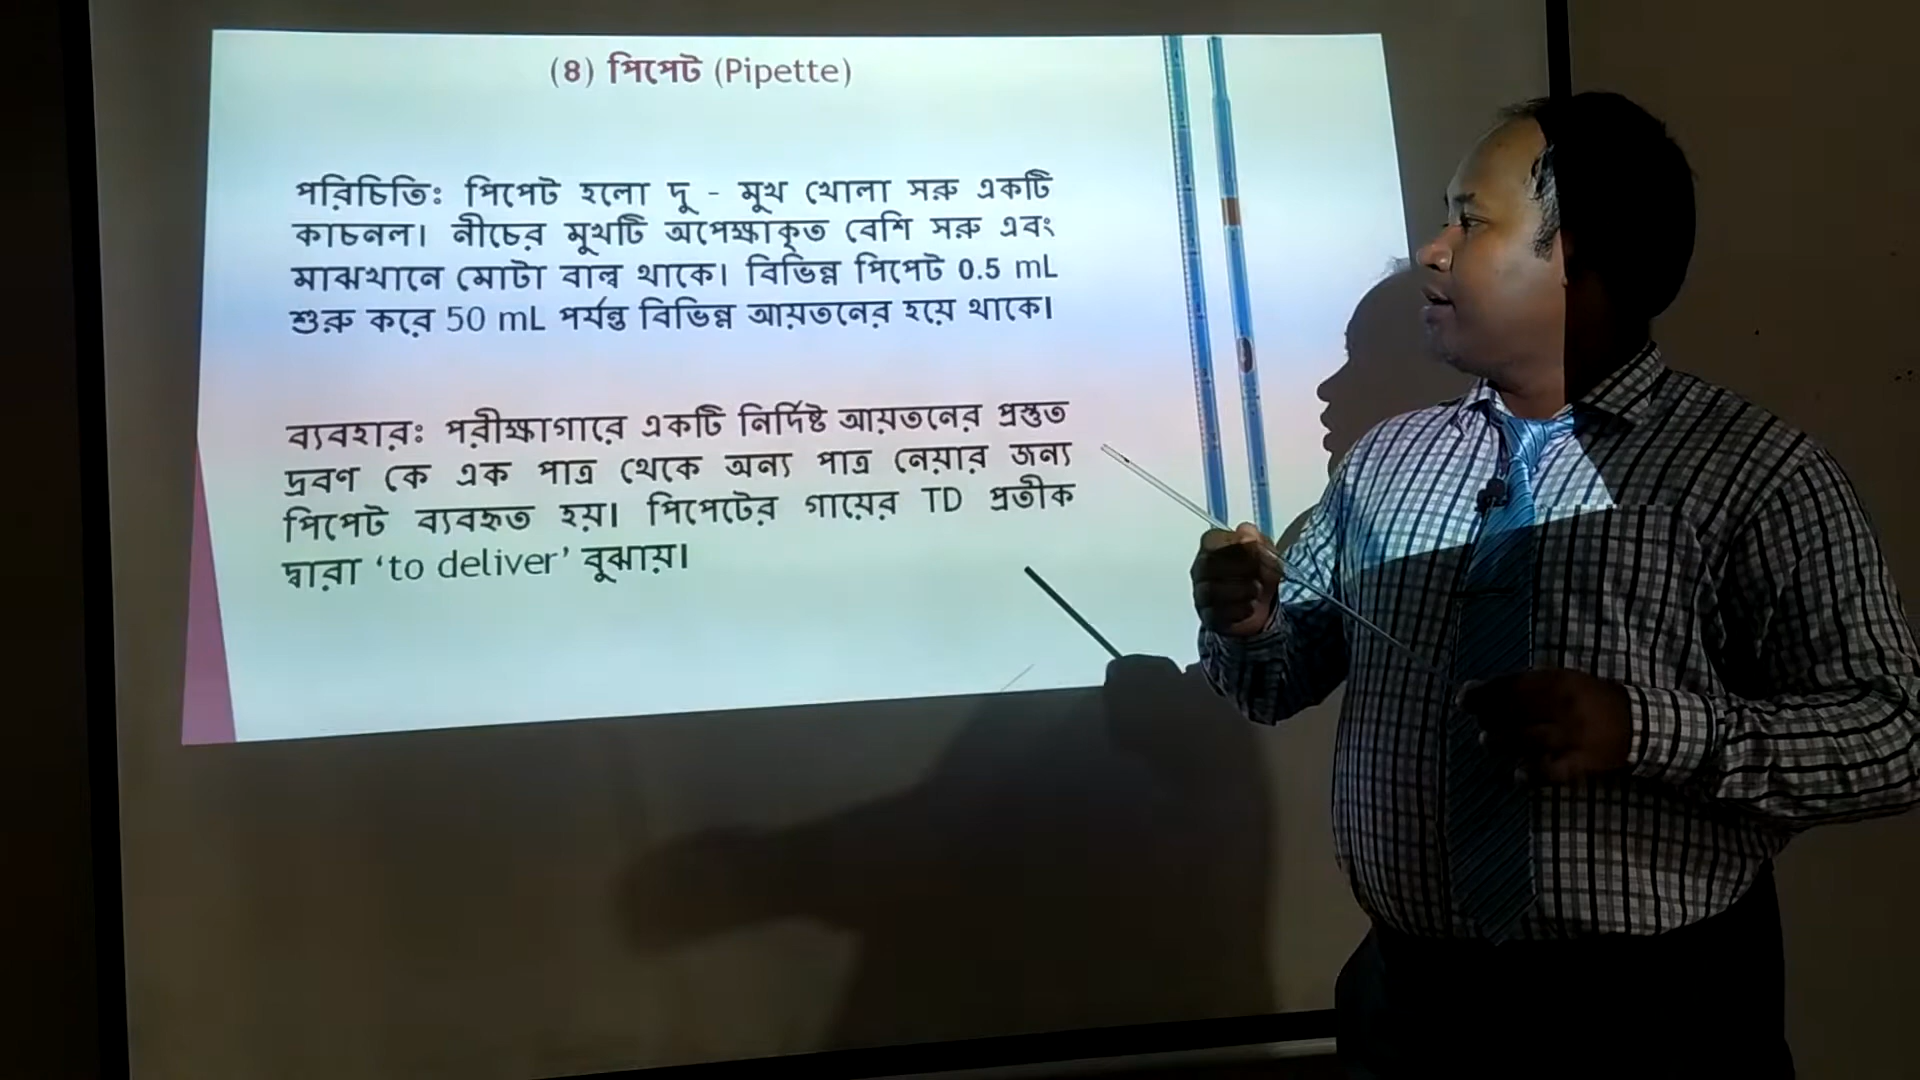 (8) পিপেট (Pipette)
পরিচিতিঃ পিপেট হলো দু - মুখ খোলা সরু একটি
কাচনল। নীচের মুখটি অপেক্ষাকৃত বেশি সরু এবং
মাঝখানে মোটা বাল্ব থাকে। বিভিন্ন পিপেট 0.5 mL
শুরু করে 50 mL পর্যন্ত বিভিন্ন আয়তনের হয়ে থাকে।
ব্যবহারঃ পরীক্ষাগারে একটি নির্দিষ্ট আয়তনের প্রস্তুত
দ্রবণ কে এক পাত্র থেকে অন্য পাত্র নেয়ার জন্য
পিপেট ব্যবহৃত হয়। পিপেটের গায়ের TD প্রতীক
দ্বারা ‘to deliver’ বুঝায়।